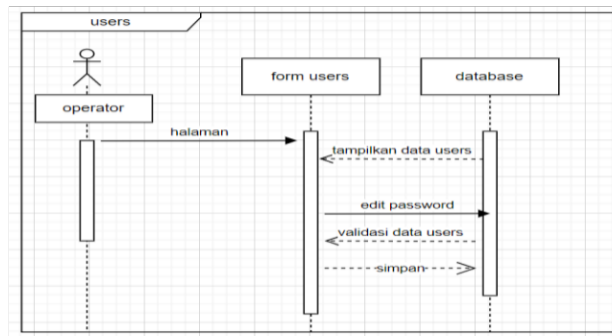 users
form users
database
operator
halaman
tampilkan data users
edit password
validasi data users
simpan